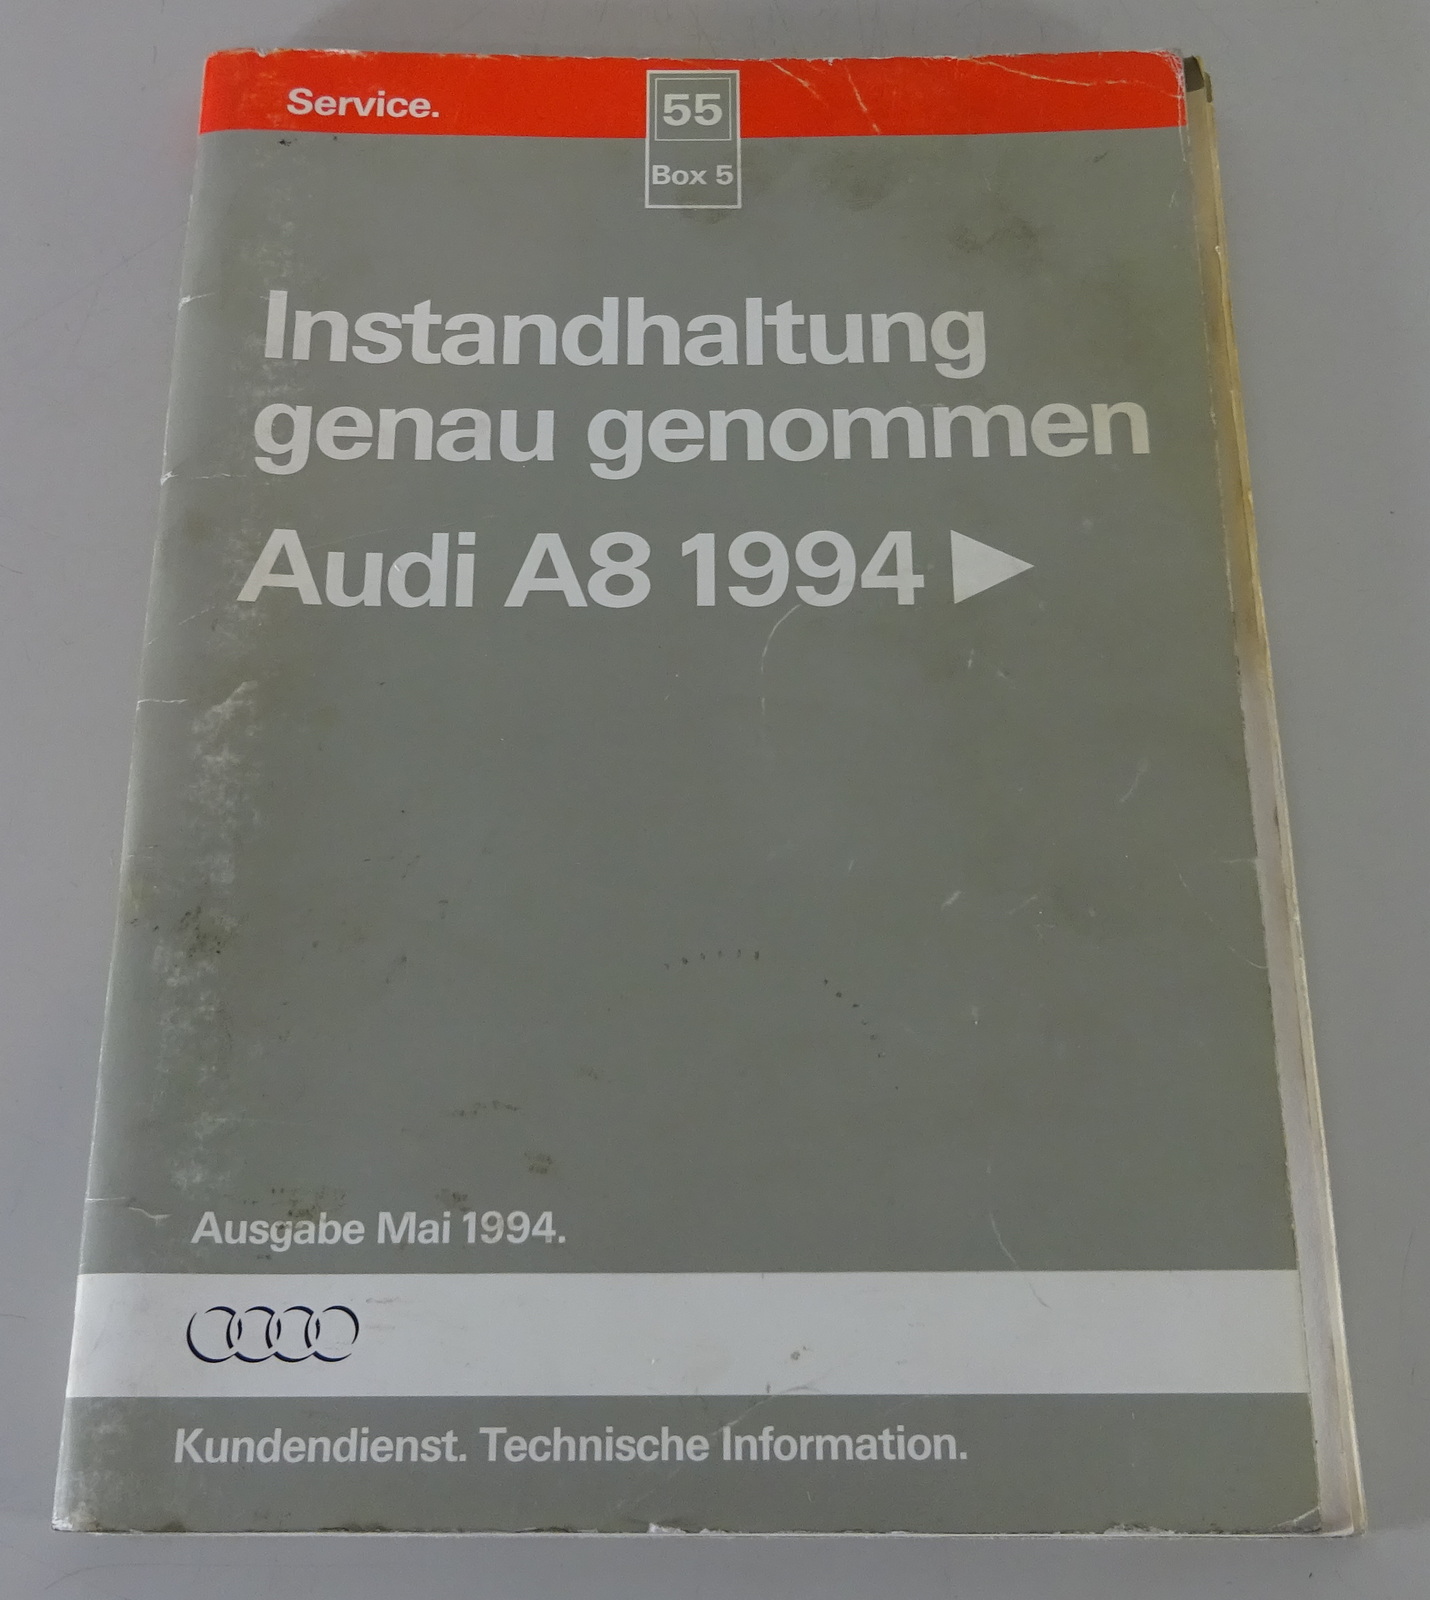 Service.
55
Box 5
Instandhaltung
genau genommen
Audi A8 1994 ▶
Ausgabe Mai 1994.
Kundendienst. Technische Information.